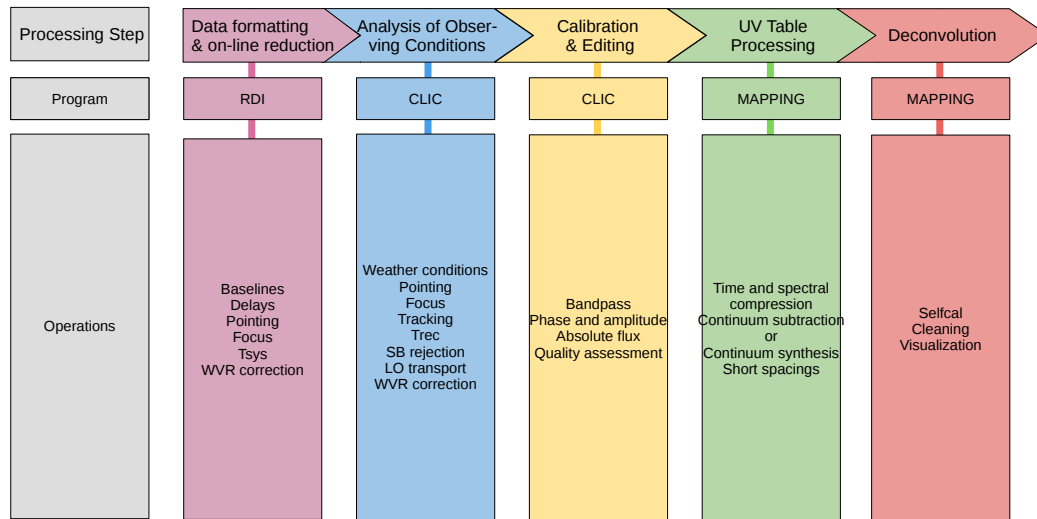 Processing Step
Data formatting
& on-line reduction
Analysis of Obser-
ving Conditions
Calibration
& Editing
UV Table
Processing
Deconvolution
Program
RDI
CLIC
CLIC
MAPPING
MAPPING
Operations
Baselines
Delays
Pointing
Focus
Tsys
WVR correction
Weather conditions
Pointing
Focus
Tracking
Trec
SB rejection
LO transport
WVR correction
Bandpass
Phase and amplitude
Absolute flux
Quality assessment
Time and spectral
compression
Continuum subtraction
or
Continuum synthesis
Short spacings
Selfcal
Cleaning
Visualization